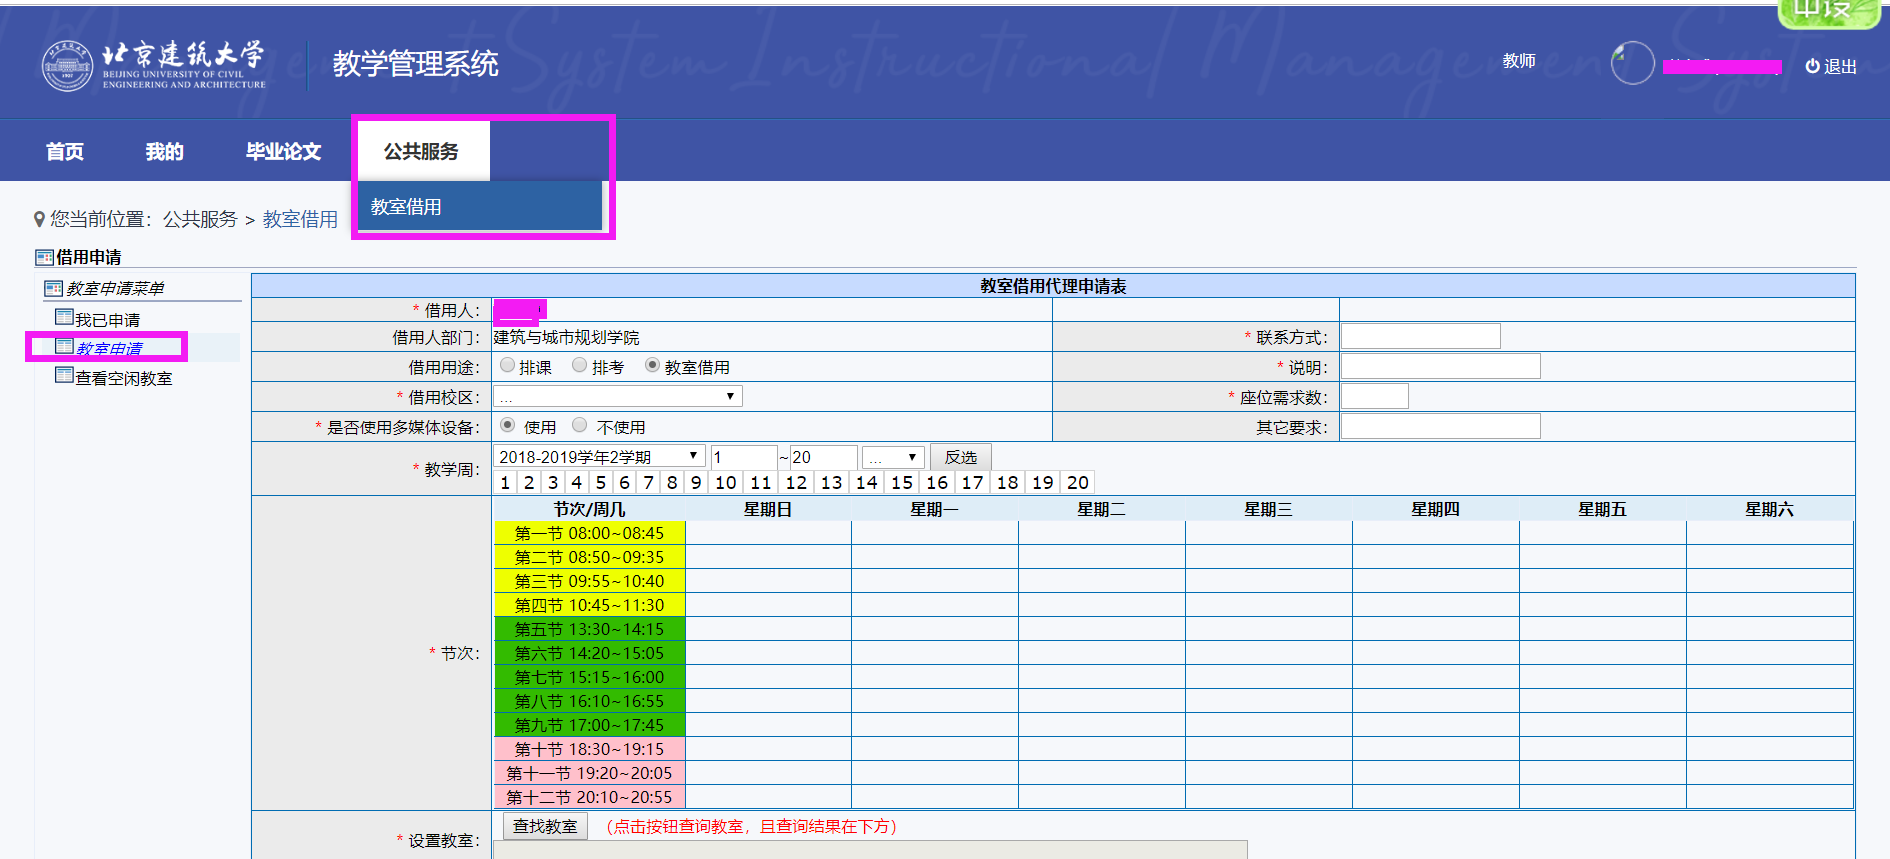 北京建筑大学
BEIJING UNIVERSITY OF CIVIL
ENGINEERING AND ARCHITECTURE
教学管理系统
教师
退出
首页 我的 毕业论文 公共服务
教室借用
您当前位置：公共服务 > 教室借用
借用申请
教室申请菜单
我已申请
教室申请
查看空闲教室
教室借用代理申请表
* 借用人：
借用人部门： 建筑与城市规划学院 * 联系方式：
借用用途： 排课 排考 教室借用 * 说明：
* 借用校区： ... * 座位需求数：
* 是否使用多媒体设备： 使用 不使用 其它要求：
* 教学周： 2018-2019学年2学期 1 ~ 20 ... 反选
1 2 3 4 5 6 7 8 9 10 11 12 13 14 15 16 17 18 19 20
* 节次：
节次/周几 星期日 星期一 星期二 星期三 星期四 星期五 星期六
第一节 08:00~08:45
第二节 08:50~09:35
第三节 09:55~10:40
第四节 10:45~11:30
第五节 13:30~14:15
第六节 14:20~15:05
第七节 15:15~16:00
第八节 16:10~16:55
第九节 17:00~17:45
第十节 18:30~19:15
第十一节 19:20~20:05
第十二节 20:10~20:55
* 设置教室： 查找教室 （点击按钮查询教室，且查询结果在下方）